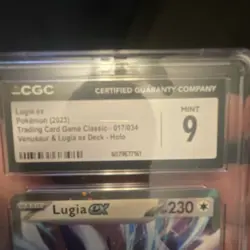 CGC CERTIFIED GUARANTY COMPANY
Lugia ex
Pokémon (2023)
Trading Card Game Classic - 017/034
Venusaur & Lugia ex Deck - Holo
MINT
9
Lugia ex 230